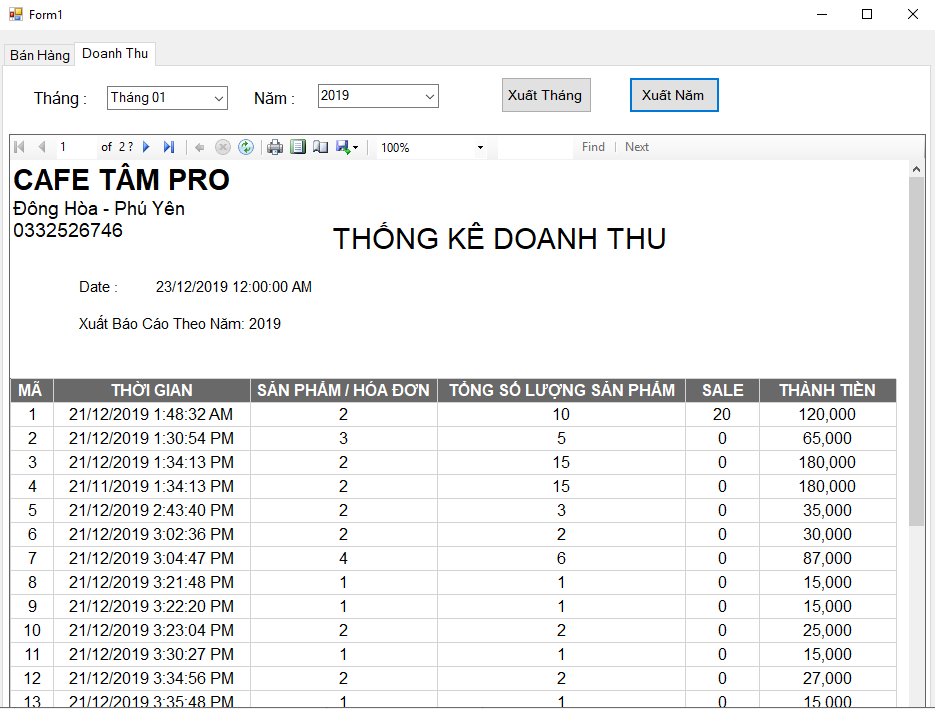 Form1
Bán Hàng Doanh Thu
Tháng : Tháng 01 Năm : 2019 Xuất Tháng Xuất Năm
1 of 2 ? 100% Find | Next
CAFE TÂM PRO
Đông Hòa - Phú Yên
0332526746
THỐNG KÊ DOANH THU
Date : 23/12/2019 12:00:00 AM
Xuất Báo Cáo Theo Năm: 2019
MÃ THỜI GIAN SẢN PHẨM / HÓA ĐƠN TỔNG SỐ LƯỢNG SẢN PHẨM SALE THÀNH TIỀN
1 21/12/2019 1:48:32 AM 2 10 20 120,000
2 21/12/2019 1:30:54 PM 3 5 0 65,000
3 21/12/2019 1:34:13 PM 2 15 0 180,000
4 21/11/2019 1:34:13 PM 2 15 0 180,000
5 21/12/2019 2:43:40 PM 2 3 0 35,000
6 21/12/2019 3:02:36 PM 2 2 0 30,000
7 21/12/2019 3:04:47 PM 4 6 0 87,000
8 21/12/2019 3:21:48 PM 1 1 0 15,000
9 21/12/2019 3:22:20 PM 1 1 0 15,000
10 21/12/2019 3:23:04 PM 2 2 0 25,000
11 21/12/2019 3:30:27 PM 1 1 0 15,000
12 21/12/2019 3:34:56 PM 2 2 0 27,000
13 21/12/2019 3:35:48 PM 1 1 0 15,000